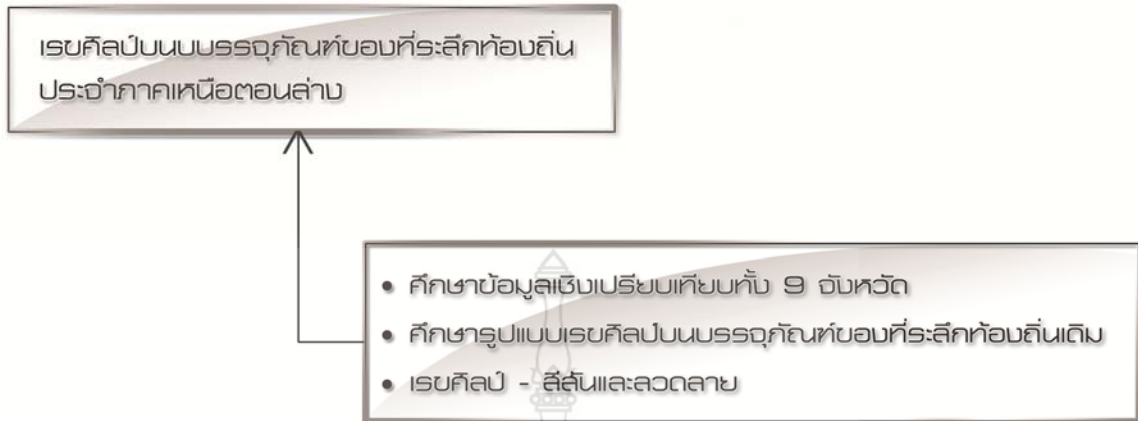 เรขศิลป์บนบบรรจุภัณฑ์ของที่ระลึกท้องถิ่น
ประจำภาคเหนือตอนล่าง
• ศึกษาข้อมูลเชิงเปรียบเทียบทั้ง 9 จังหวัด
• ศึกษารูปแบบเรขศิลป์บนบรรจุภัณฑ์ของที่ระลึกท้องถิ่นเดิม
• เรขศิลป์ - สีสันและลวดลาย